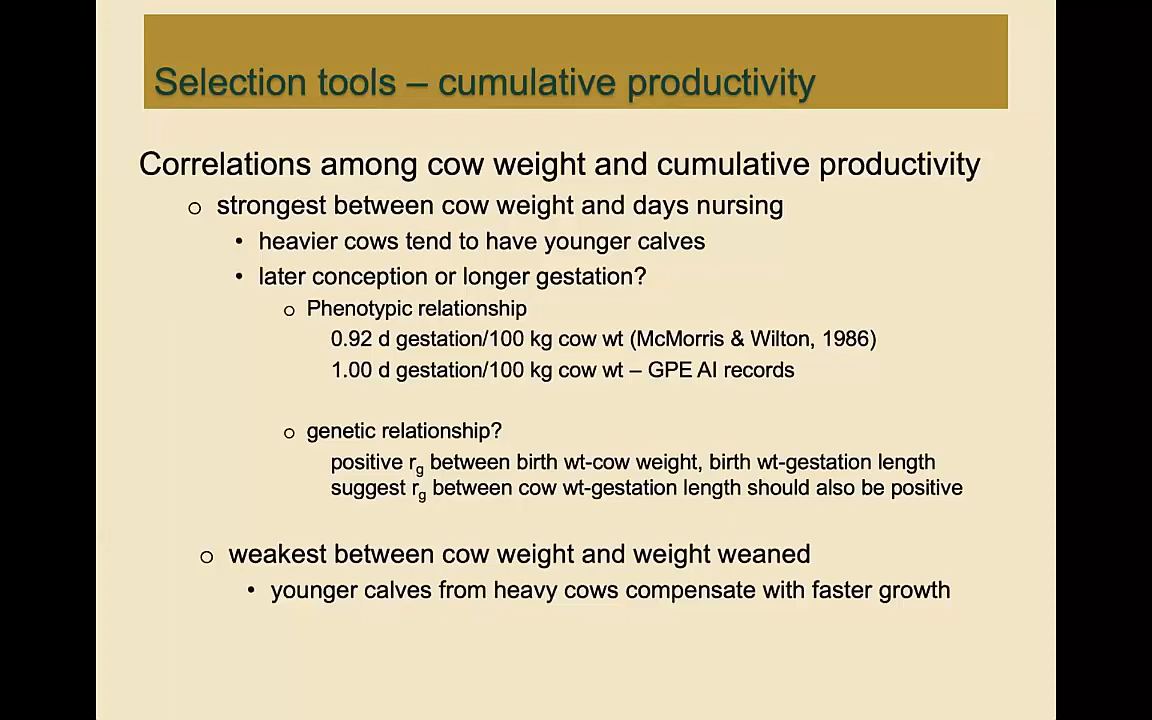 Selection tools – cumulative productivity
Correlations among cow weight and cumulative productivity
o strongest between cow weight and days nursing
• heavier cows tend to have younger calves
• later conception or longer gestation?
o Phenotypic relationship
0.92 d gestation/100 kg cow wt (McMorris & Wilton, 1986)
1.00 d gestation/100 kg cow wt – GPE AI records
o genetic relationship?
positive rg between birth wt-cow weight, birth wt-gestation length
suggest rg between cow wt-gestation length should also be positive
o weakest between cow weight and weight weaned
• younger calves from heavy cows compensate with faster growth